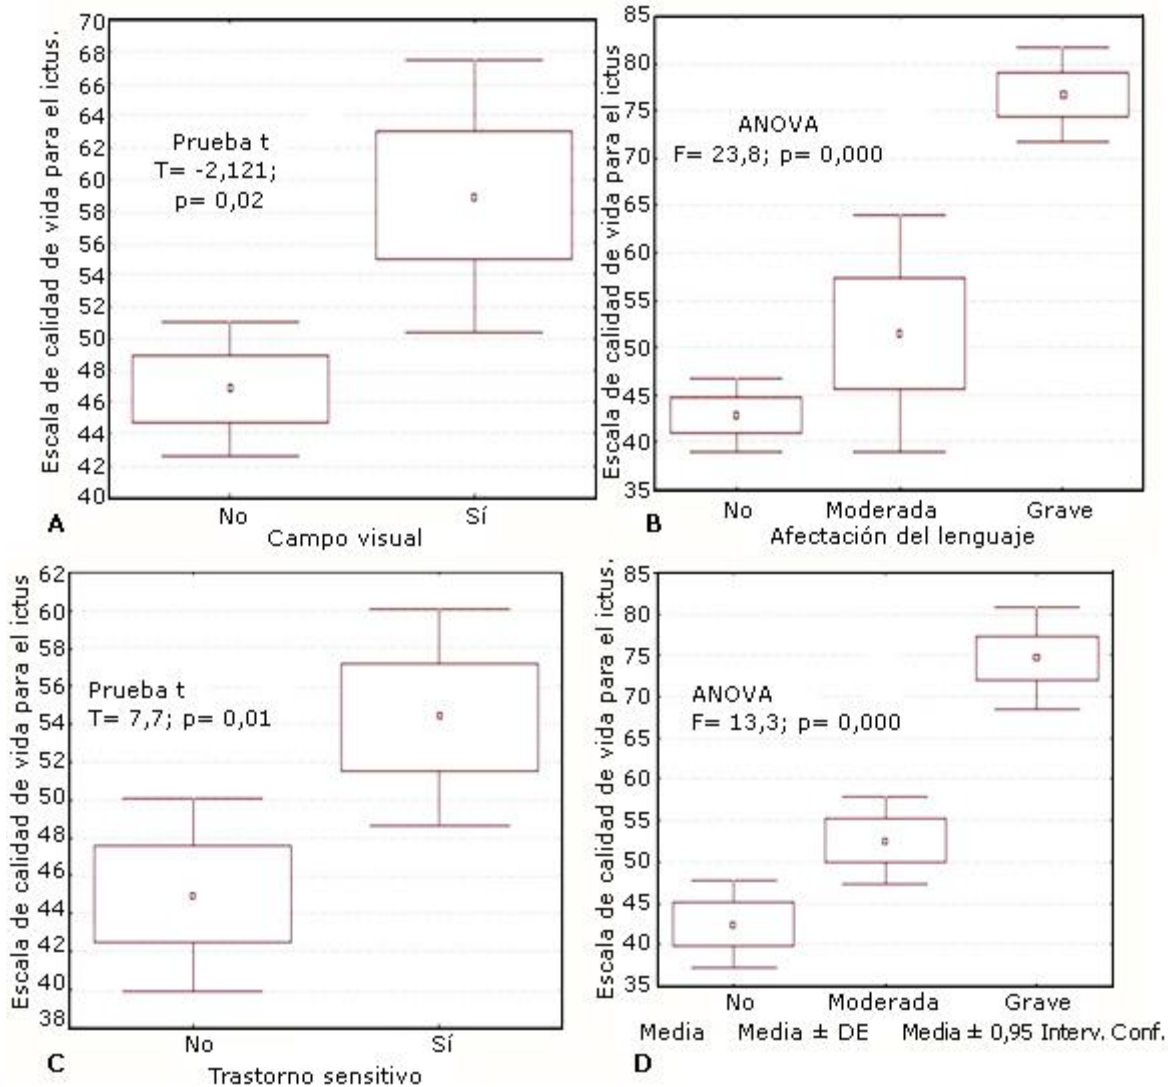 Escala de calidad de vida para el ictus.
70
68
66
64
62
60
58
56
54
52
50
48
46
44
42
40
Prueba t
T= -2,121;
p= 0,02
No
Sí
A
Campo visual
Escala de calidad de vida para el ictus.
85
80
75
70
65
60
55
50
45
40
35
ANOVA
F= 23,8; p= 0,000
No
Moderada
Grave
B
Afectación del lenguaje
Escala de calidad de vida para el ictus
62
60
58
56
54
52
50
48
46
44
42
40
38
Prueba t
T= 7,7; p= 0,01
No
Sí
C
Trastorno sensitivo
Escala de calidad de vida para el ictus.
85
80
75
70
65
60
55
50
45
40
35
ANOVA
F= 13,3; p= 0,000
No
Moderada
Grave
Media
Media ± DE
Media ± 0,95 Interv. Conf.
D